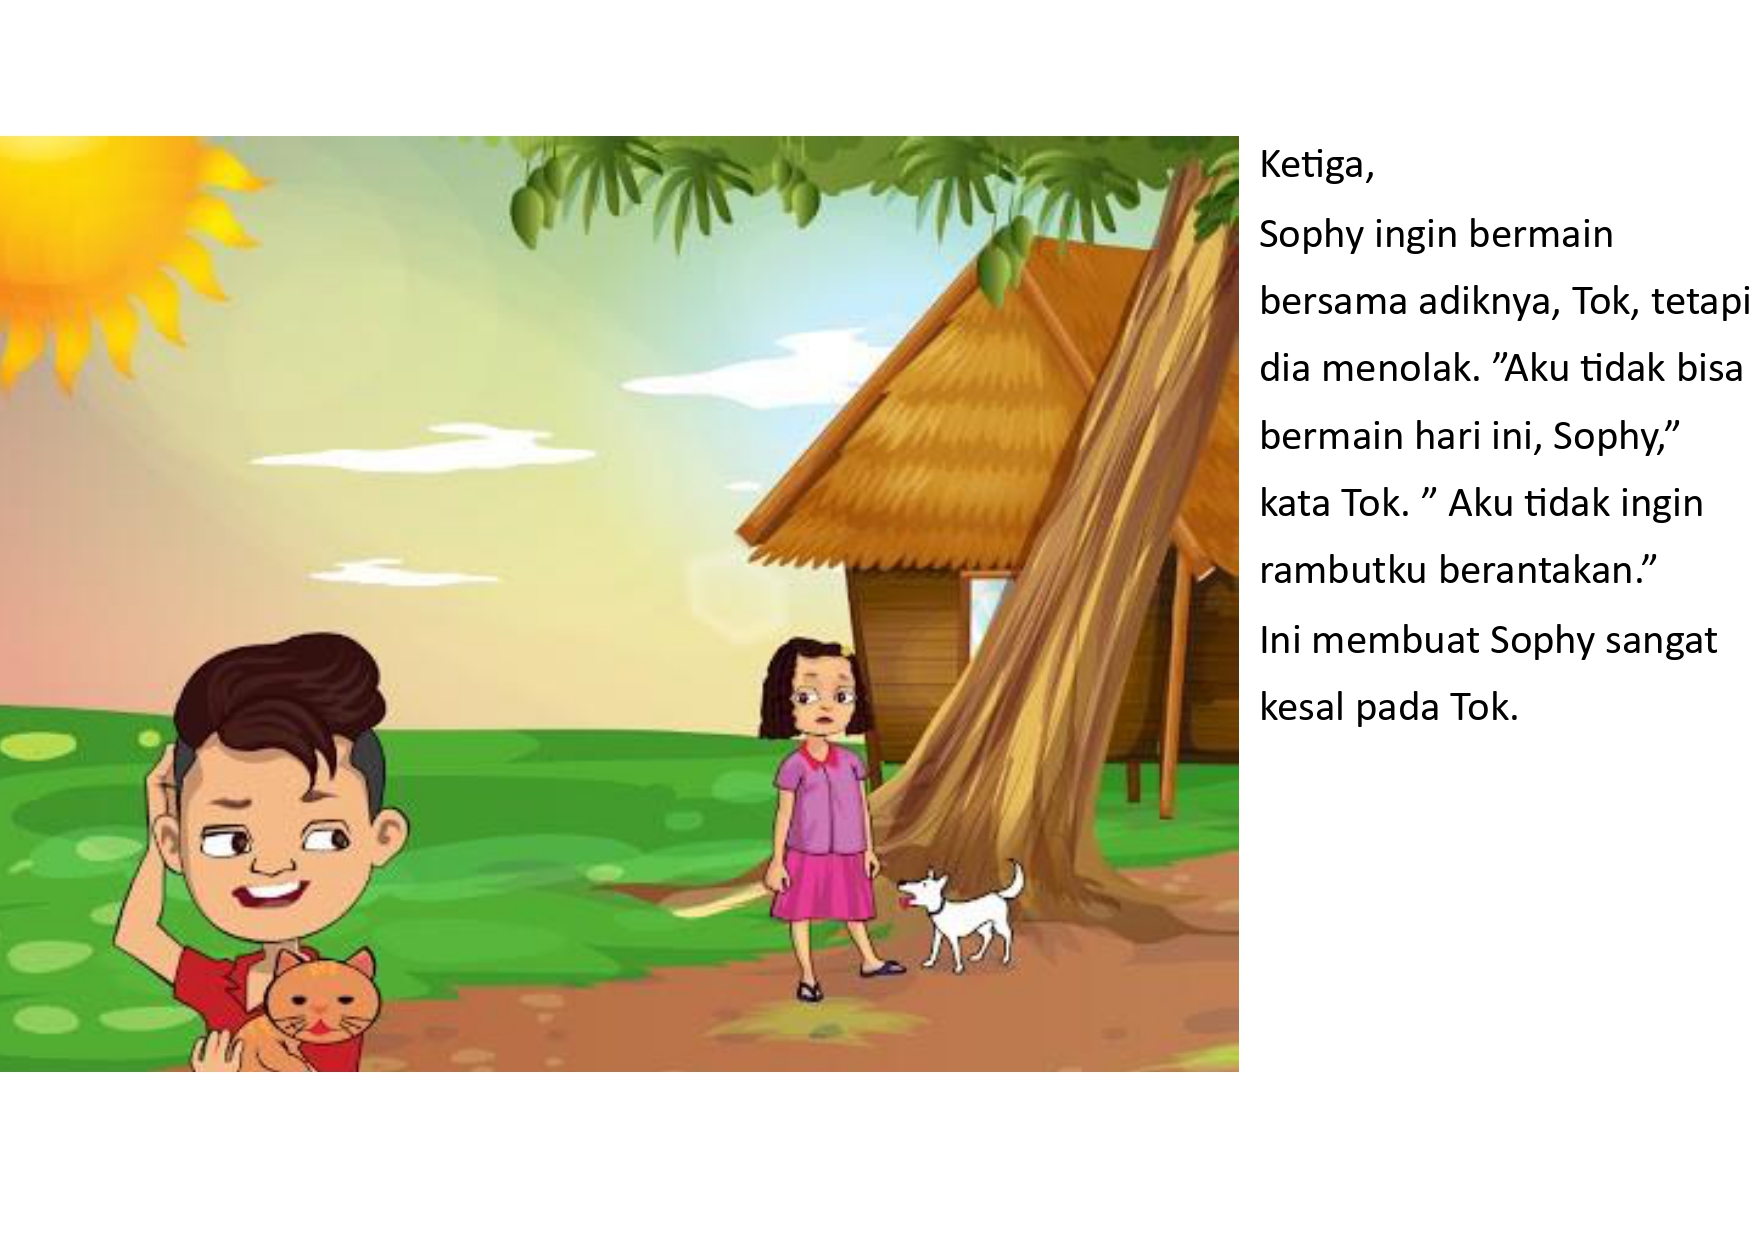 Ketiga,
Sophy ingin bermain
bersama adiknya, Tok, tetapi
dia menolak. ”Aku tidak bisa
bermain hari ini, Sophy,”
kata Tok. ” Aku tidak ingin
rambutku berantakan.”
Ini membuat Sophy sangat
kesal pada Tok.